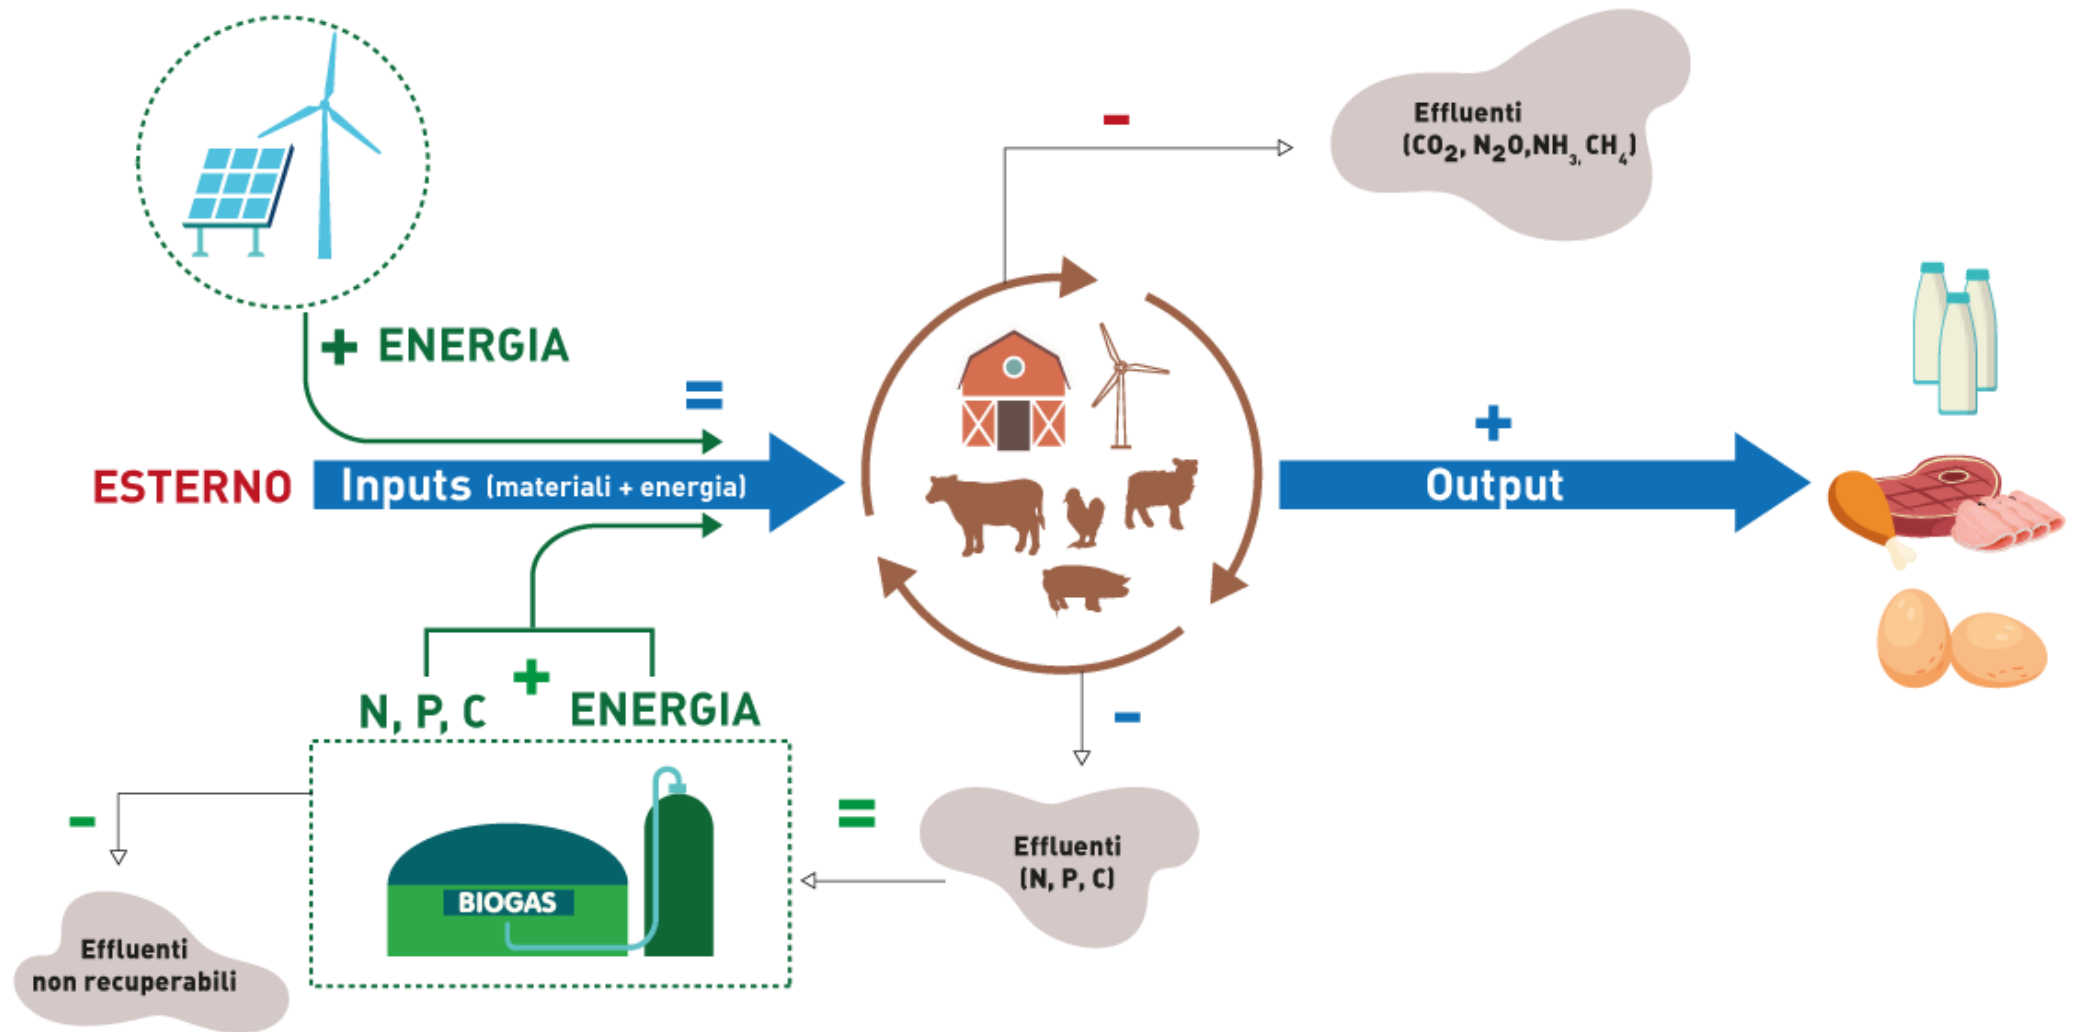 Effluenti
(CO₂, N₂O,NH₃, CH₄)
-
+ ENERGIA
=
+
ESTERNO
Inputs (materiali + energia)
Output
+
N, P, C
ENERGIA
-
-
=
Effluenti
(N, P, C)
BIOGAS
Effluenti
non recuperabili